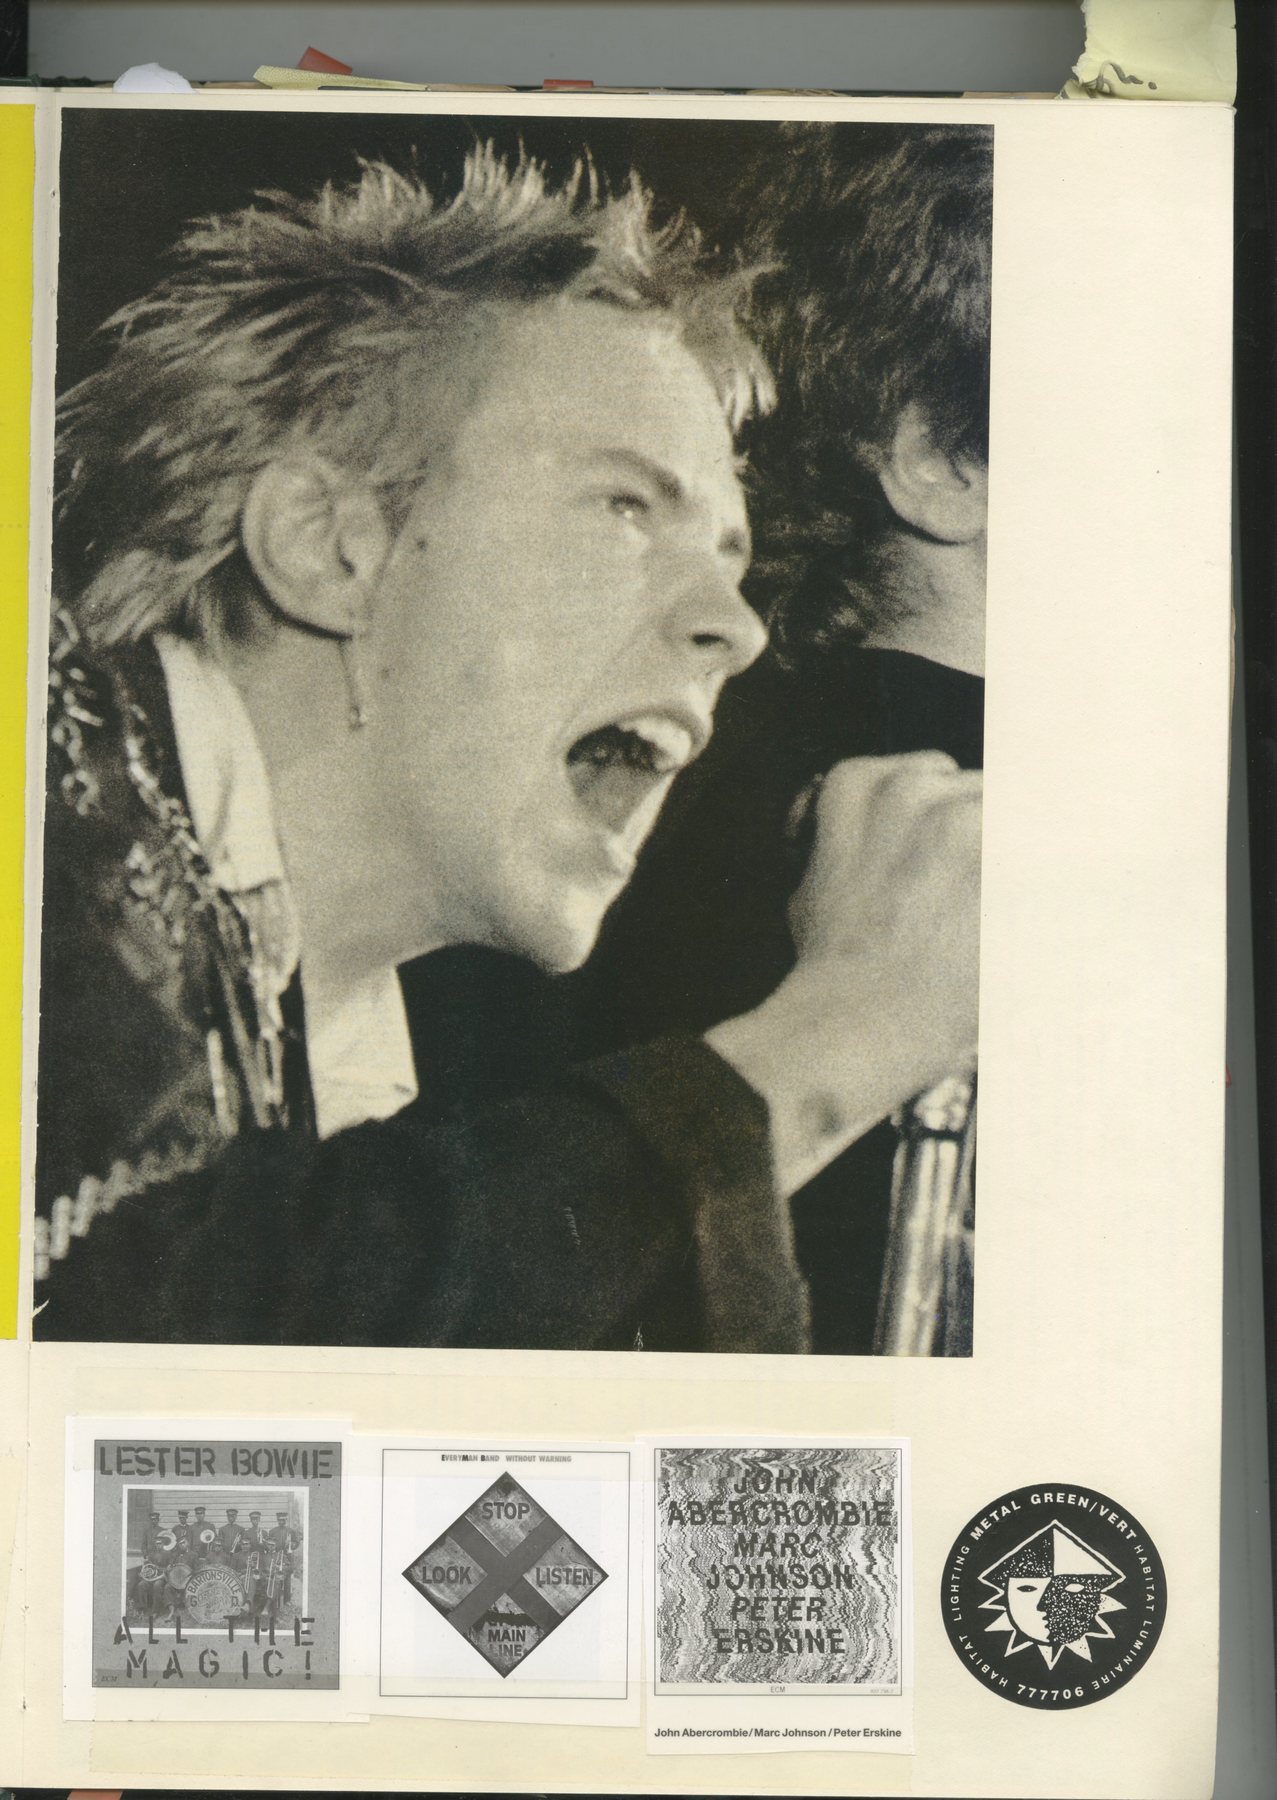 LESTER BOWIE
BARTONSVILLE
ALL THE
MAGIC!
ECM
EVERYMAN BAND WITHOUT WARNING
STOP
LOOK
LISTEN
MAIN
LINE
JOHN
ABERCROMBIE
MARC
JOHNSON
PETER
ERSKINE
ECM
John Abercrombie/Marc Johnson/Peter Erskine
HABITAT LIGHTING METAL GREEN/VERT HABITAT LUMINAIRE
777706